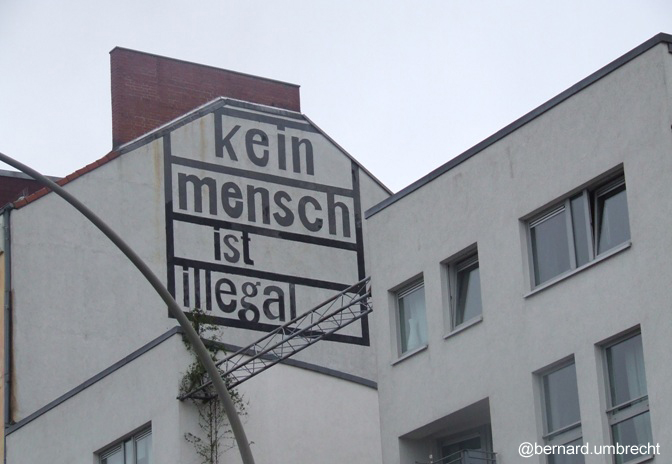 kein
mensch
ist
illegal
@bernard.umbrecht